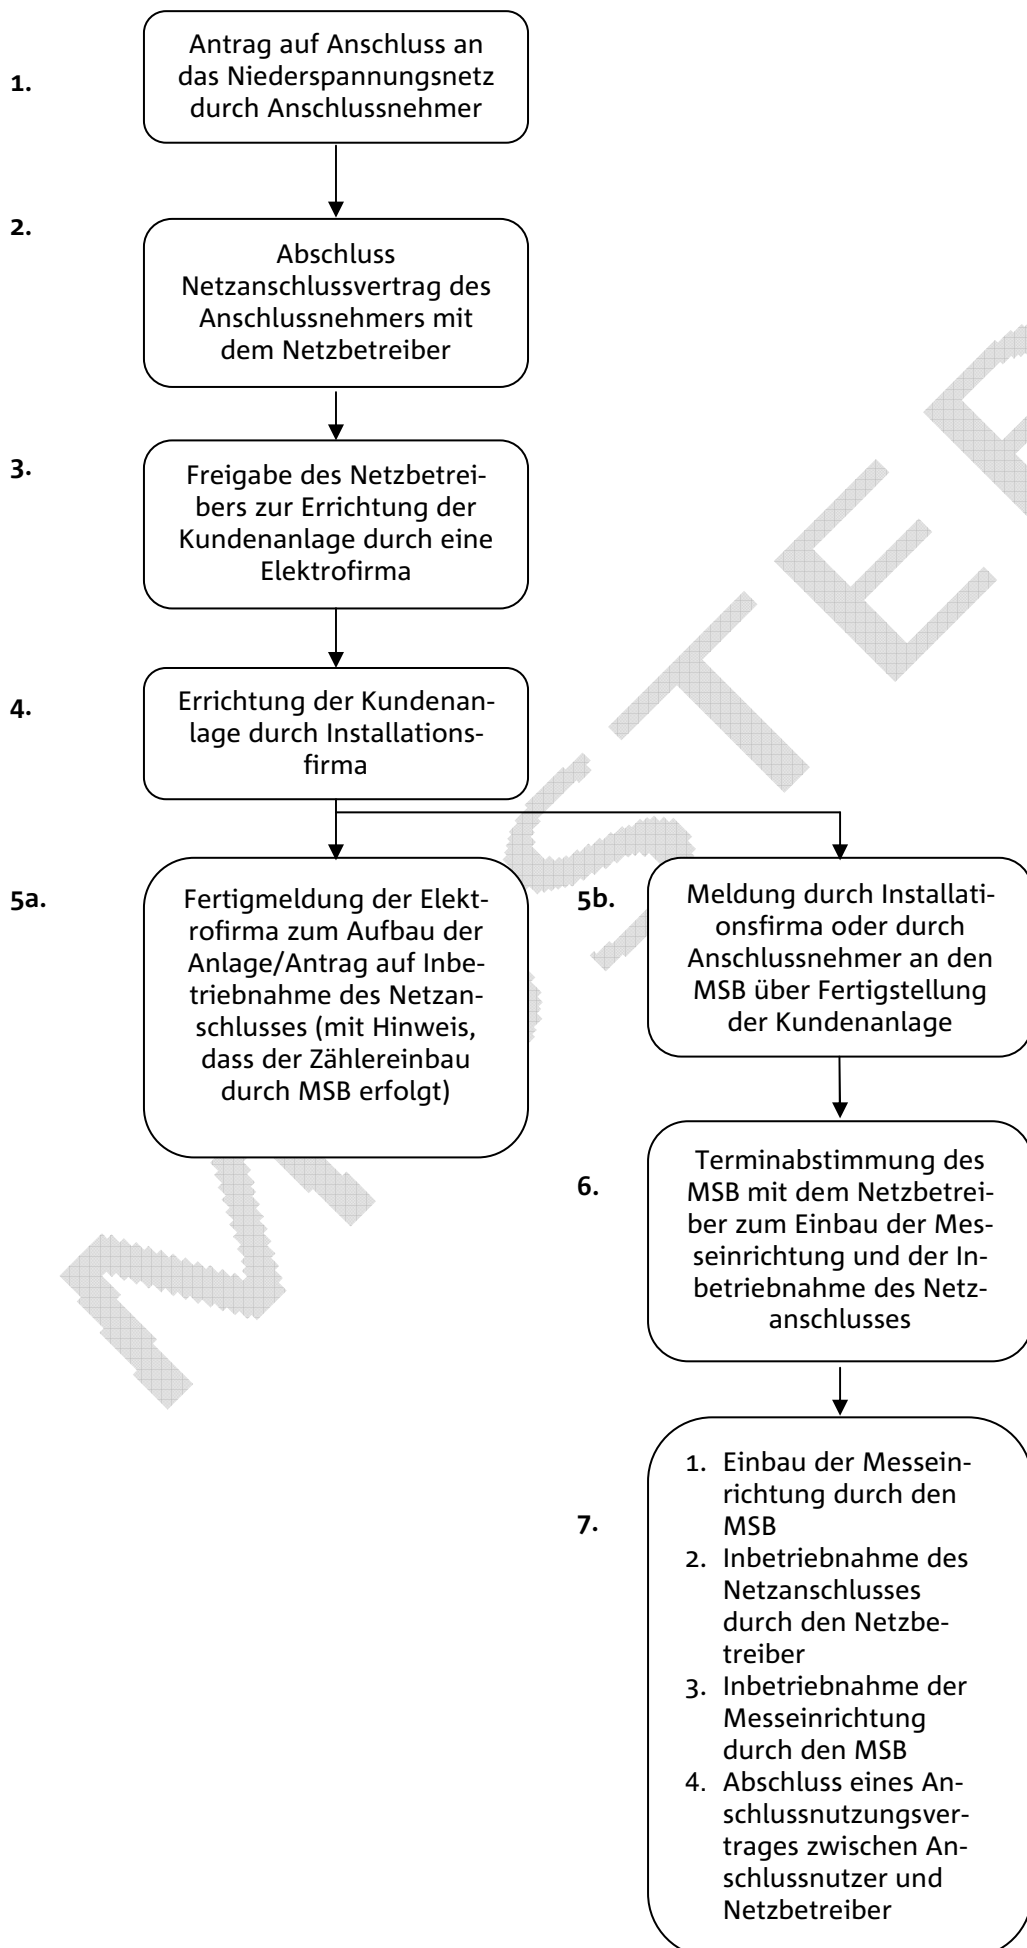 1.
Antrag auf Anschluss an
das Niederspannungsnetz
durch Anschlussnehmer
2.
Abschluss
Netzanschlussvertrag des
Anschlussnehmers mit
dem Netzbetreiber
3.
Freigabe des Netzbetrei-
bers zur Errichtung der
Kundenanlage durch eine
Elektrofirma
4.
Errichtung der Kundenan-
lage durch Installations-
firma
5a.
Fertigmeldung der Elekt-
rofirma zum Aufbau der
Anlage/Antrag auf Inbe-
triebnahme des Netzan-
schlusses (mit Hinweis,
dass der Zählereinbau
durch MSB erfolgt)
5b.
Meldung durch Installati-
onsfirma oder durch
Anschlussnehmer an den
MSB über Fertigstellung
der Kundenanlage
6.
Terminabstimmung des
MSB mit dem Netzbetrei-
ber zum Einbau der Mes-
seinrichtung und der In-
betriebnahme des Netz-
anschlusses
7.
1. Einbau der Messein-
richtung durch den
MSB
2. Inbetriebnahme des
Netzanschlusses
durch den Netzbe-
treiber
3. Inbetriebnahme der
Messeinrichtung
durch den MSB
4. Abschluss eines An-
schlussnutzungsver-
trages zwischen An-
schlussnutzer und
Netzbetreiber